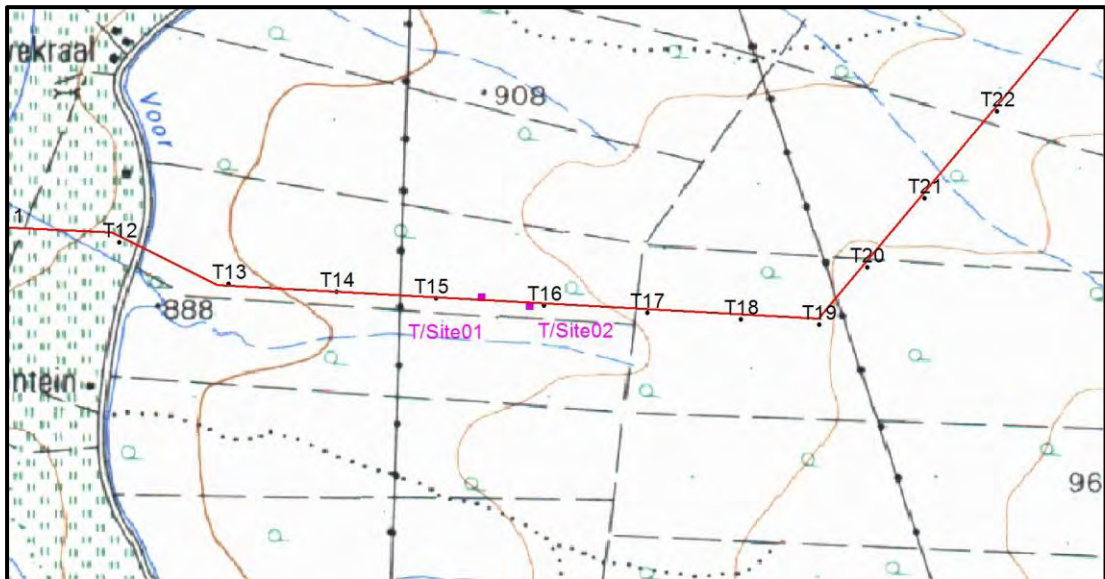 rekraal
Voor
908
T22
T21
1
T12
T20
T13
T14
T15
T16
T17
T18
T19
888
T/Site01
T/Site02
ntein
96